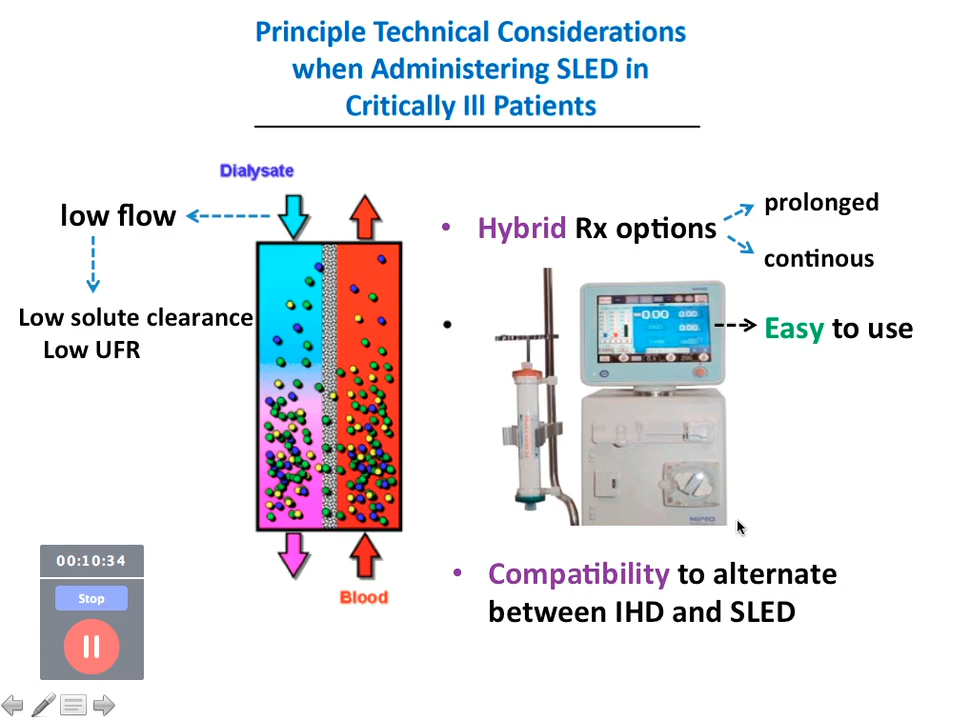 Principle Technical Considerations
when Administering SLED in
Critically Ill Patients
Dialysate
low flow
Low solute clearance
Low UFR
Blood
• Hybrid Rx options
prolonged
continous
• Easy to use
• Compatibility to alternate
between IHD and SLED
00:10:34
Stop